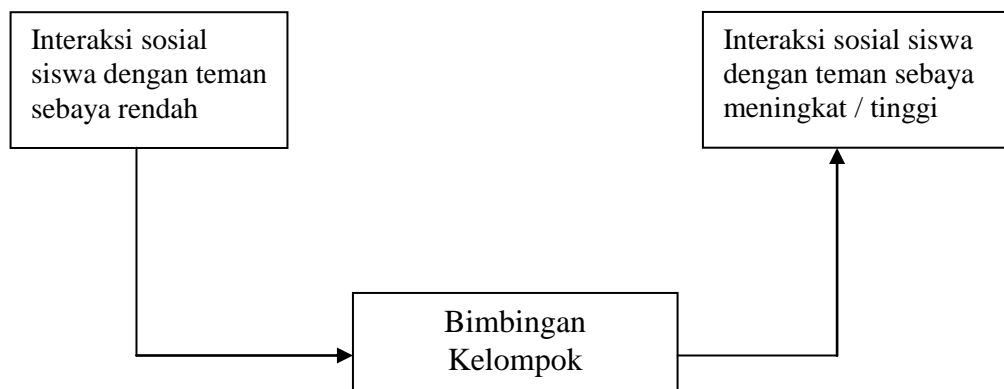 Interaksi sosial
siswa dengan teman
sebaya rendah
Interaksi sosial siswa
dengan teman sebaya
meningkat / tinggi
Bimbingan
Kelompok